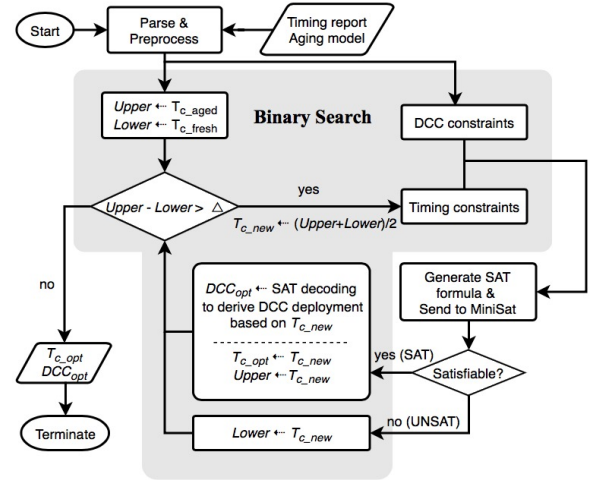 Start
Parse &
Preprocess
Timing report
Aging model
Upper ⇠ T_c_aged
Lower ⇠ T_c_fresh
Binary Search
DCC constraints
Upper - Lower > △
yes
T_c_new ⇠ (Upper+Lower)/2
Timing constraints
no
DCC_opt ⇠ SAT decoding
to derive DCC deployment
based on T_c_new
T_c_opt ⇠ T_c_new
Upper ⇠ T_c_new
Generate SAT
formula &
Send to MiniSat
yes (SAT)
Satisfiable?
T_c_opt
DCC_opt
no (UNSAT)
Lower ⇠ T_c_new
Terminate